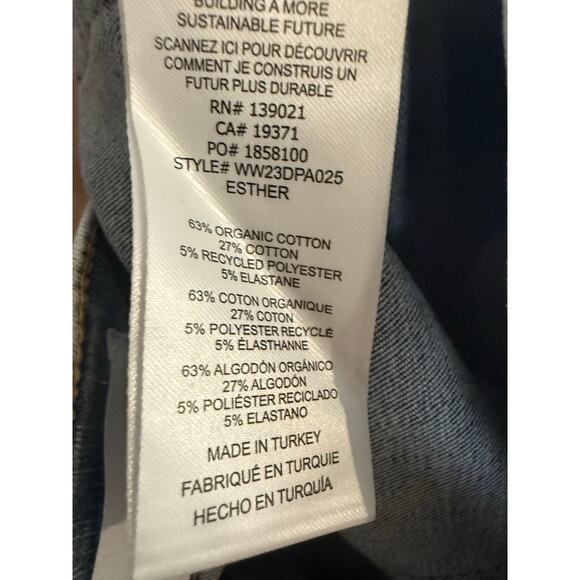 BUILDING A MORE
SUSTAINABLE FUTURE
SCANNEZ ICI POUR DÉCOUVRIR
COMMENT JE CONSTRUIS UN
FUTUR PLUS DURABLE
RN# 139021
CA# 19371
PO# 1858100
STYLE# WW23DPA025
ESTHER
63% ORGANIC COTTON
27% COTTON
5% RECYCLED POLYESTER
5% ELASTANE
63% COTON ORGANIQUE
27% COTON
5% POLYESTER RECYCLÉ
5% ÉLASTHANNE
63% ALGODÓN ORGÁNICO
27% ALGODÓN
5% POLIÉSTER RECICLADO
5% ELASTANO
MADE IN TURKEY
FABRIQUÉ EN TURQUIE
HECHO EN TURQUÍA